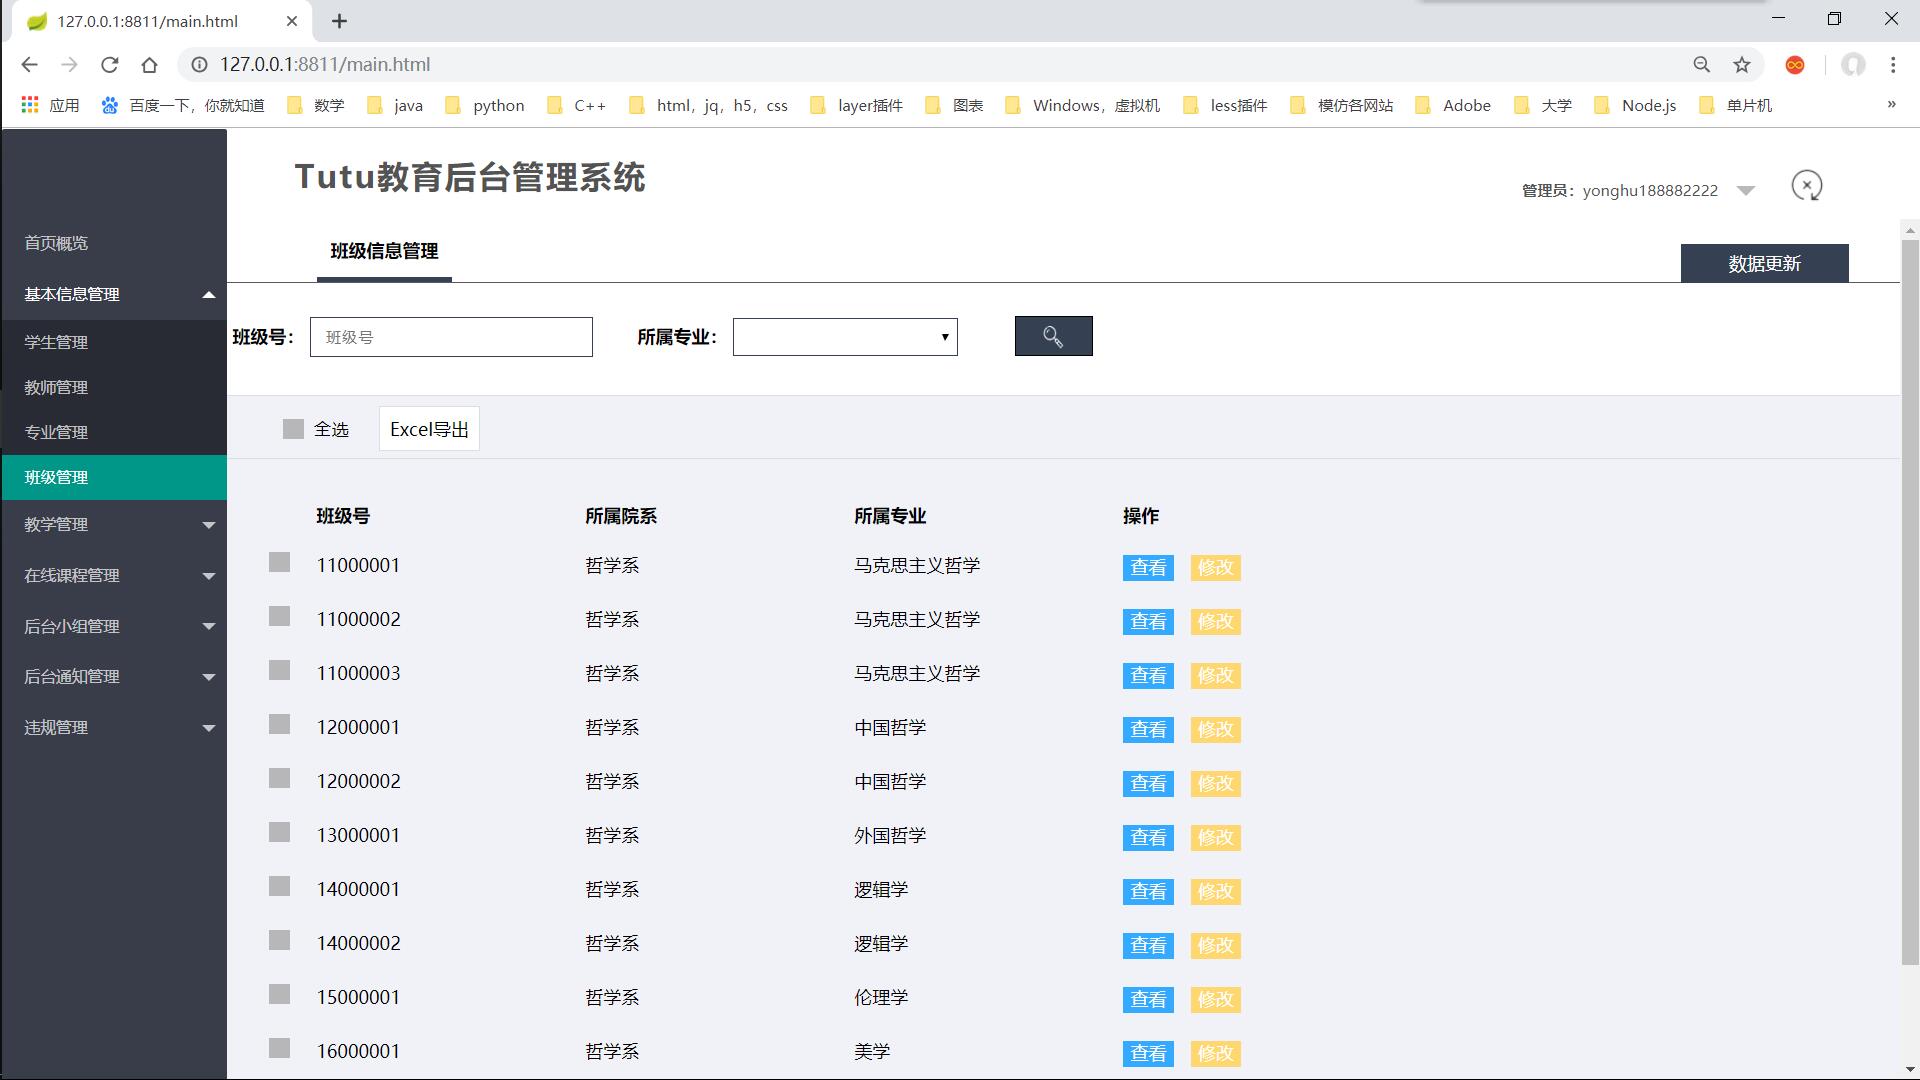 127.0.0.1:8811/main.html
127.0.0.1:8811/main.html
应用 百度一下，你就知道 数学 java python C++ html，jq，h5，css layer插件 图表 Windows，虚拟机 less插件 模仿各网站 Adobe 大学 Node.js 单片机 »
Tutu教育后台管理系统
管理员：yonghu188882222
首页概览
基本信息管理
学生管理
教师管理
专业管理
班级管理
教学管理
在线课程管理
后台小组管理
后台通知管理
违规管理
班级信息管理
数据更新
班级号： 班级号 所属专业：
全选 Excel导出
班级号 所属院系 所属专业 操作
11000001 哲学系 马克思主义哲学 查看 修改
11000002 哲学系 马克思主义哲学 查看 修改
11000003 哲学系 马克思主义哲学 查看 修改
12000001 哲学系 中国哲学 查看 修改
12000002 哲学系 中国哲学 查看 修改
13000001 哲学系 外国哲学 查看 修改
14000001 哲学系 逻辑学 查看 修改
14000002 哲学系 逻辑学 查看 修改
15000001 哲学系 伦理学 查看 修改
16000001 哲学系 美学 查看 修改